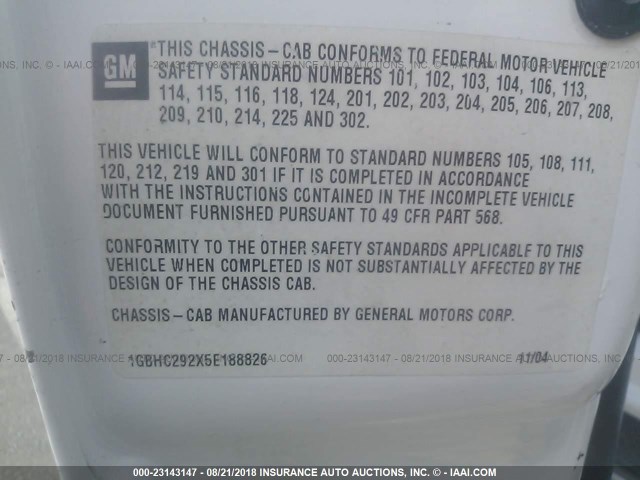 GM
"THIS CHASSIS-CAB CONFORMS TO FEDERAL MOTOR VEHICLE
SAFETY STANDARD NUMBERS 101, 102, 103, 104, 106, 113,
114, 115, 116, 118, 124, 201, 202, 203, 204, 205, 206, 207, 208,
209, 210, 214, 225 AND 302.
THIS VEHICLE WILL CONFORM TO STANDARD NUMBERS 105, 108, 111,
120, 212, 219 AND 301 IF IT IS COMPLETED IN ACCORDANCE
WITH THE INSTRUCTIONS CONTAINED IN THE INCOMPLETE VEHICLE
DOCUMENT FURNISHED PURSUANT TO 49 CFR PART 568.
CONFORMITY TO THE OTHER SAFETY STANDARDS APPLICABLE TO THIS
VEHICLE WHEN COMPLETED IS NOT SUBSTANTIALLY AFFECTED BY THE
DESIGN OF THE CHASSIS CAB.
CHASSIS-CAB MANUFACTURED BY GENERAL MOTORS CORP.
1GBHC292X5E188826 11/04
000-23143147 - 08/21/2018 INSURANCE AUTO AUCTIONS, INC. - © IAAI.COM